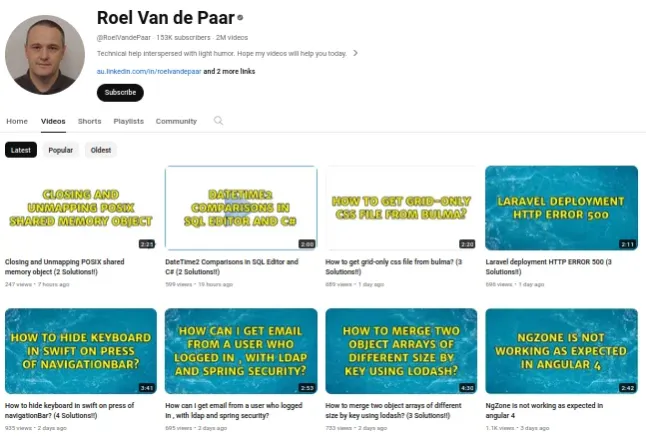 Roel Van de Paar
@RoelVandePaar · 153K subscribers · 2M videos
Technical help interspersed with light humor. Hope my videos will help you today.
au.linkedin.com/in/roelvandepaar and 2 more links
Subscribe
Home Videos Shorts Playlists Community
Latest Popular Oldest
CLOSING AND
UNMAPPING POSIX
SHARED MEMORY OBJECT
2:21
DATETIME2
COMPARISONS IN
SQL EDITOR AND C#
2:00
HOW TO GET GRID-ONLY
CSS FILE FROM BULMA?
2:20
LARAVEL DEPLOYMENT
HTTP ERROR 500
2:11
Closing and Unmapping POSIX shared
memory object (2 Solutions!!)
247 views · 7 hours ago
DateTime2 Comparisons in SQL Editor and
C# (2 Solutions!!)
599 views · 19 hours ago
How to get grid-only css file from bulma? (3
Solutions!!)
views · 1 day ago
Laravel deployment HTTP ERROR 500 (3
Solutions!!)
views · 1 day ago
HOW TO HIDE KEYBOARD
IN SWIFT ON PRESS
OF NAVIGATIONBAR?
3:41
HOW CAN I GET EMAIL
FROM A USER WHO
LOGGED IN , WITH LDAP
AND SPRING SECURITY?
2:53
HOW TO MERGE TWO
OBJECT ARRAYS OF
DIFFERENT SIZE BY
KEY USING LODASH?
4:30
NGZONE IS NOT
WORKING AS EXPECTED
IN ANGULAR 4
2:42
How to hide keyboard in swift on press of
navigationBar? (4 Solutions!!)
935 views · 2 days ago
How can i get email from a user who logged
in , with ldap and spring security?
views · 2 days ago
How to merge two object arrays of different
size by key using lodash? (3 Solutions!!)
views · 2 days ago
NgZone is not working as expected in
angular 4
1.1K views · 3 days ago